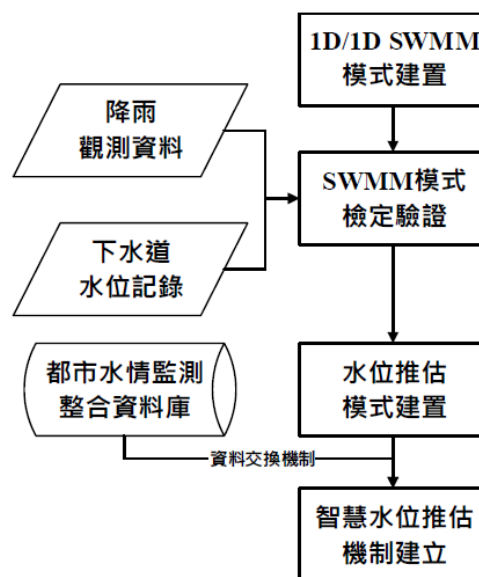 1D/1D SWMM
模式建置
降雨
觀測資料
SWMM模式
檢定驗證
下水道
水位記錄
都市水情監測
整合資料庫
水位推估
模式建置
資料交換機制
智慧水位推估
機制建立